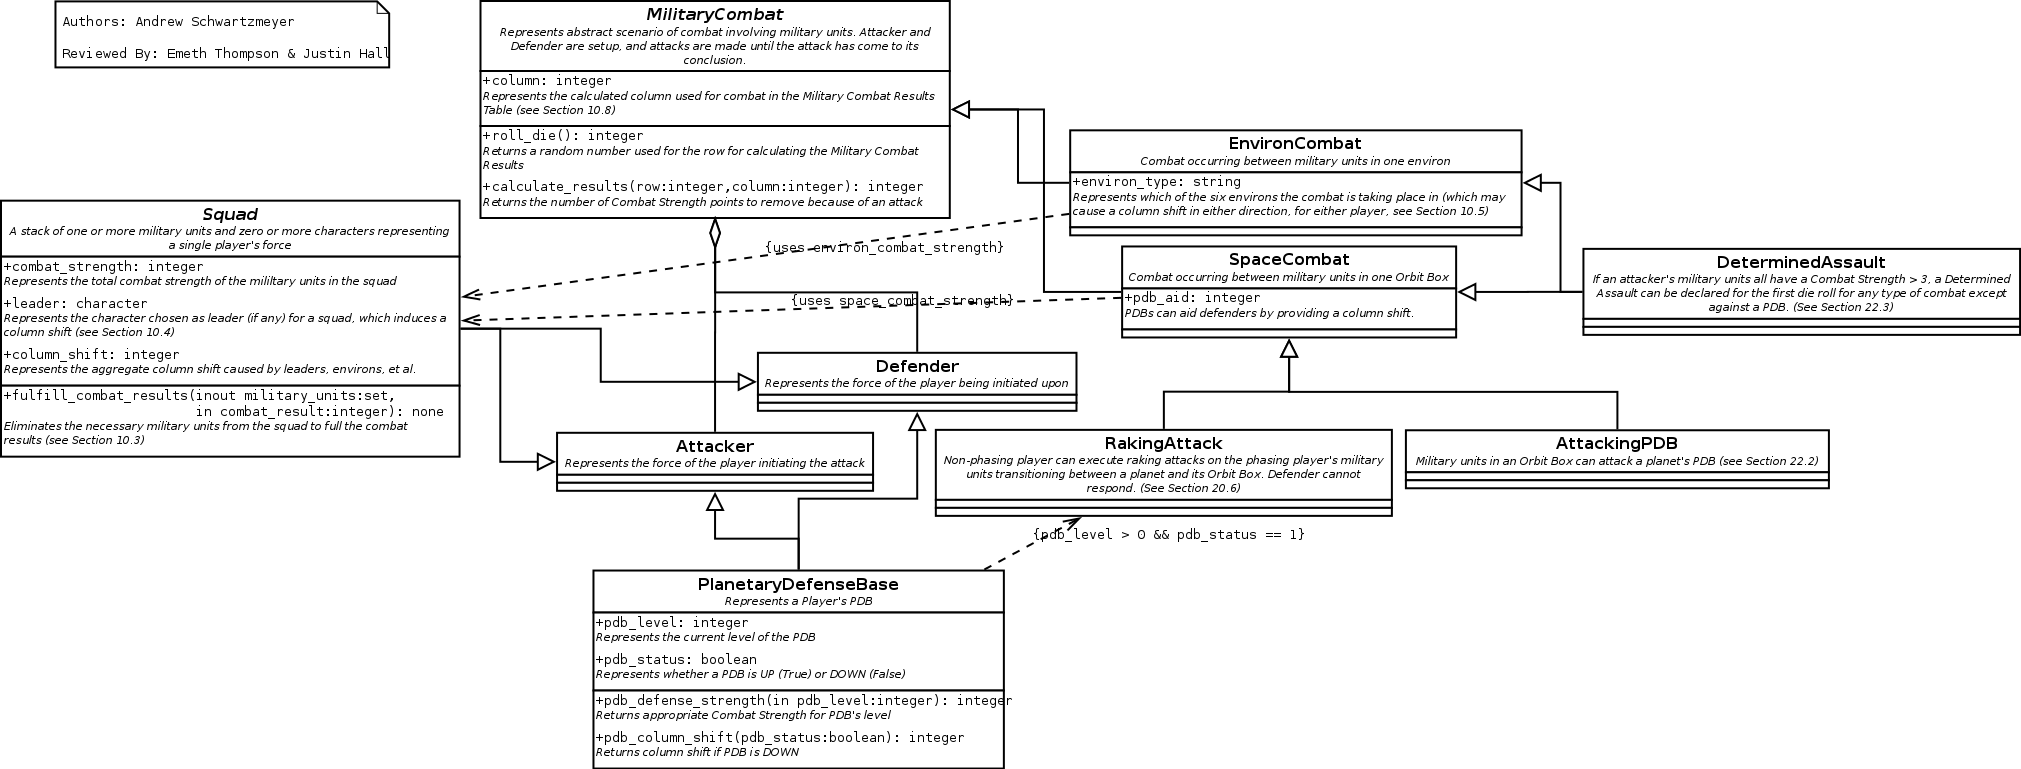 Authors: Andrew Schwartzmeyer
Reviewed By: Emeth Thompson & Justin Hall
MilitaryCombat
Represents abstract scenario of combat involving military units. Attacker and
Defender are setup, and attacks are made until the attack has come to its
conclusion.
+column: integer
Represents the calculated column used for combat in the Military Combat Results
Table (see Section 10.8)
+roll_die(): integer
Returns a random number used for the row for calculating the Military Combat
Results
+calculate_results(row:integer,column:integer): integer
Returns the number of Combat Strength points to remove because of an attack
EnvironCombat
Combat occurring between military units in one environ
+environ_type: string
Represents which of the six environs the combat is taking place in (which may
cause a column shift in either direction, for either player, see Section 10.5)
Squad
A stack of one or more military units and zero or more characters representing
a single player's force
+combat_strength: integer
Represents the total combat strength of the mililtary units in the squad
+leader: character
Represents the character chosen as leader (if any) for a squad, which induces a
column shift (see Section 10.4)
+column_shift: integer
Represents the aggregate column shift caused by leaders, environs, et al.
+fulfill_combat_results(inout military_units:set,
in combat_result:integer): none
Eliminates the necessary military units from the squad to full the combat
results (see Section 10.3)
{uses environ_combat_strength}
{uses space_combat_strength}
SpaceCombat
Combat occurring between military units in one Orbit Box
+pdb_aid: integer
PDBs can aid defenders by providing a column shift.
DeterminedAssault
If an attacker's military units all have a Combat Strength > 3, a Determined
Assault can be declared for the first die roll for any type of combat except
against a PDB. (See Section 22.3)
Defender
Represents the force of the player being initiated upon
Attacker
Represents the force of the player initiating the attack
RakingAttack
Non-phasing player can execute raking attacks on the phasing player's military
units transitioning between a planet and its Orbit Box. Defender cannot
respond. (See Section 20.6)
AttackingPDB
Military units in an Orbit Box can attack a planet's PDB (see Section 22.2)
{pdb_level > 0 && pdb_status == 1}
PlanetaryDefenseBase
Represents a Player's PDB
+pdb_level: integer
Represents the current level of the PDB
+pdb_status: boolean
Represents whether a PDB is UP (True) or DOWN (False)
+pdb_defense_strength(in pdb_level:integer): integer
Returns appropriate Combat Strength for PDB's level
+pdb_column_shift(pdb_status:boolean): integer
Returns column shift if PDB is DOWN